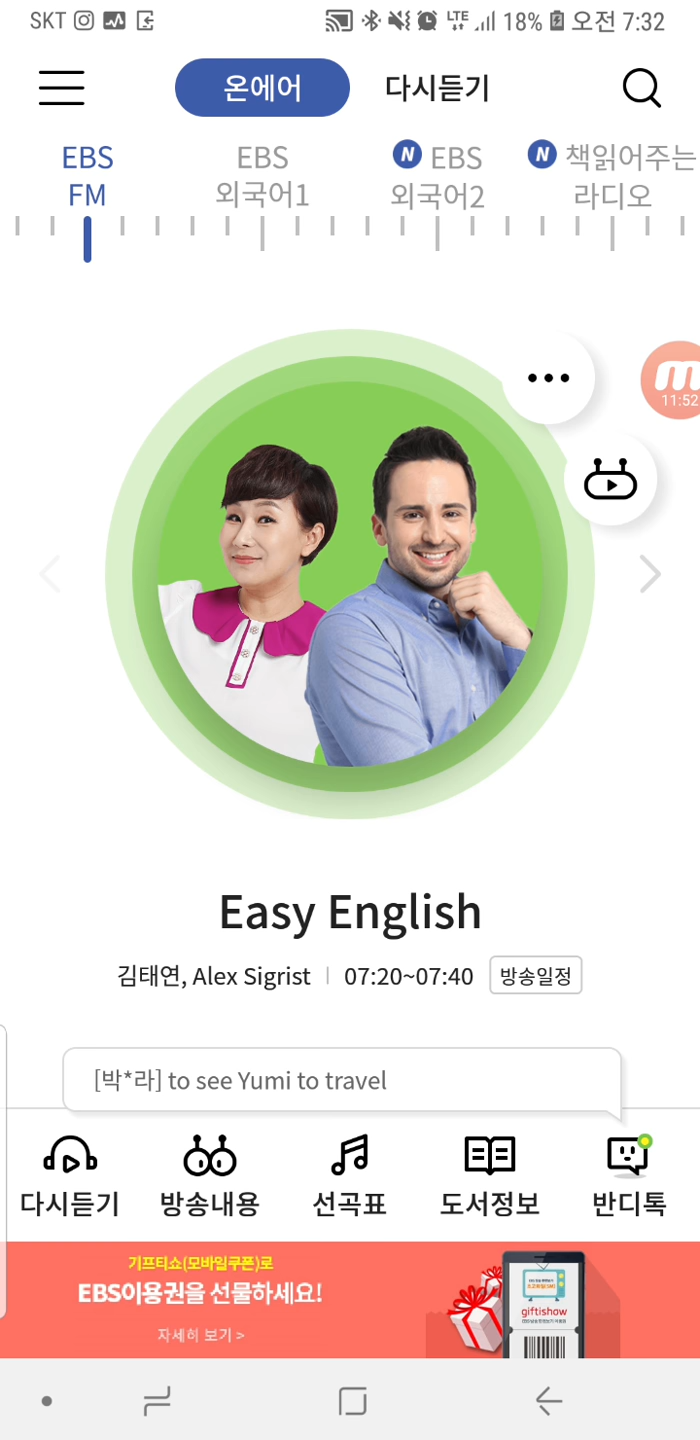 SKT LTE 18% 오전 7:32
온에어 다시듣기
EBS FM
EBS 외국어1
N EBS 외국어2
N 책읽어주는 라디오
m
11:52
Easy English
김태연, Alex Sigrist | 07:20~07:40 방송일정
[박*라] to see Yumi to travel
다시듣기 방송내용 선곡표 도서정보 반디톡
기프티쇼(모바일쿠폰)로
EBS이용권을 선물하세요!
자세히 보기 >
giftishow